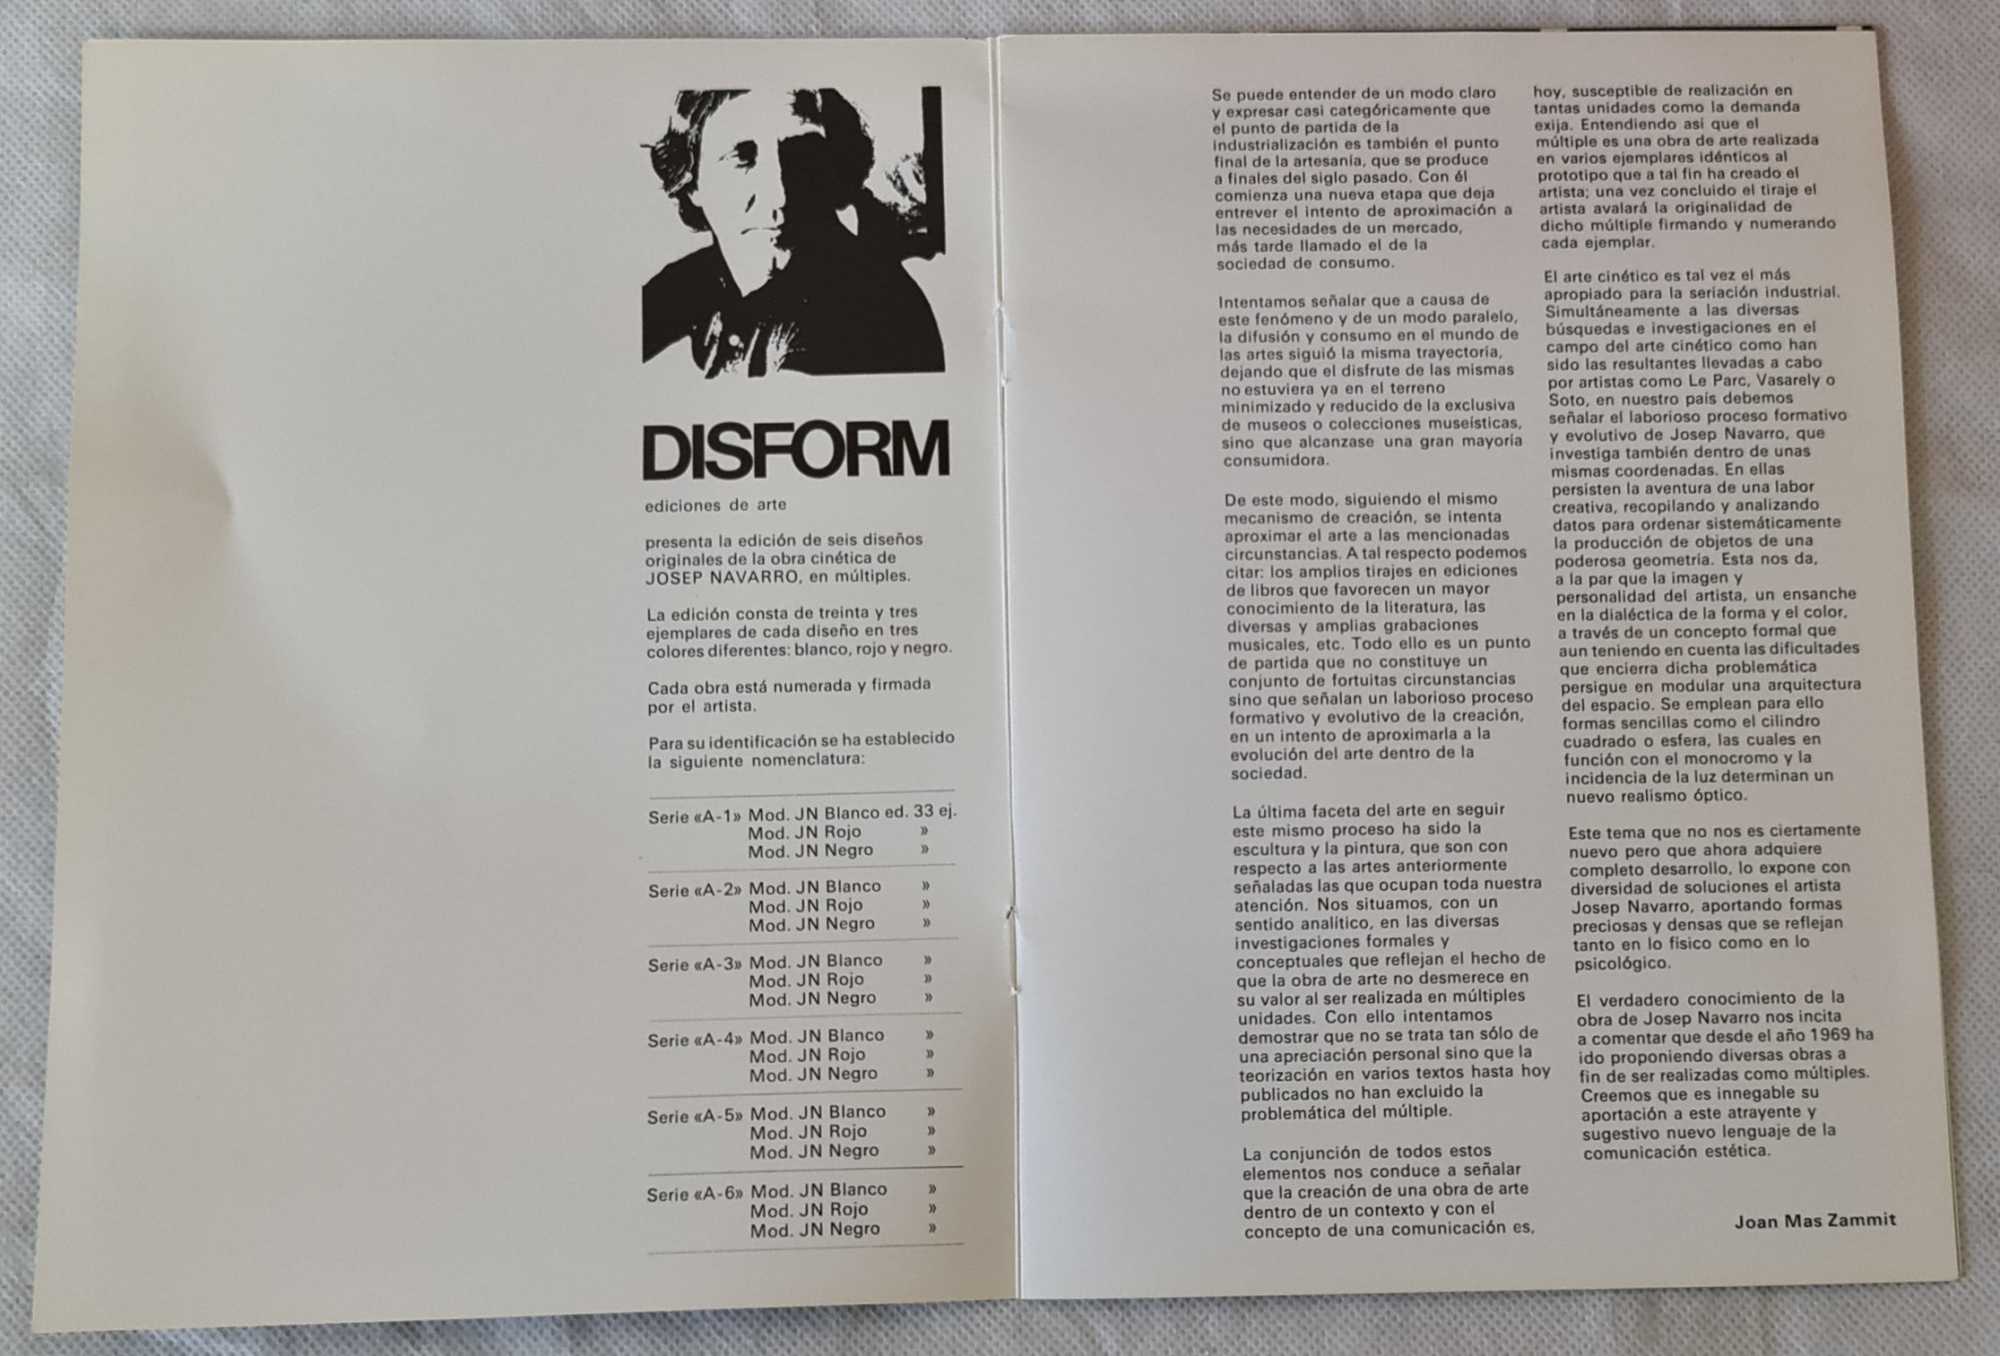 DISFORM
ediciones de arte
presenta la edición de seis diseños
originales de la obra cinética de
JOSEP NAVARRO, en múltiples.
La edición consta de treinta y tres
ejemplares de cada diseño en tres
colores diferentes: blanco, rojo y negro.
Cada obra está numerada y firmada
por el artista.
Para su identificación se ha establecido
la siguiente nomenclatura:
Serie «A-1» Mod. JN Blanco ed. 33 ej.
Mod. JN Rojo »
Mod. JN Negro »
Serie «A-2» Mod. JN Blanco »
Mod. JN Rojo »
Mod. JN Negro »
Serie «A-3» Mod. JN Blanco »
Mod. JN Rojo »
Mod. JN Negro »
Serie «A-4» Mod. JN Blanco »
Mod. JN Rojo »
Mod. JN Negro »
Serie «A-5» Mod. JN Blanco »
Mod. JN Rojo »
Mod. JN Negro »
Serie «A-6» Mod. JN Blanco »
Mod. JN Rojo »
Mod. JN Negro »
Se puede entender de un modo claro
y expresar casi categóricamente que
el punto de partida de la
industrialización es también el punto
final de la artesanía, que se produce
a finales del siglo pasado. Con él
comienza una nueva etapa que deja
entrever el intento de aproximación a
las necesidades de un mercado,
más tarde llamado el de la
sociedad de consumo.
Intentamos señalar que a causa de
este fenómeno y de un modo paralelo,
la difusión y consumo en el mundo de
las artes siguió la misma trayectoria,
dejando que el disfrute de las mismas
no estuviera ya en el terreno
minimizado y reducido de la exclusiva
de museos o colecciones museísticas,
sino que alcanzase una gran mayoría
consumidora.
De este modo, siguiendo el mismo
mecanismo de creación, se intenta
aproximar el arte a las mencionadas
circunstancias. A tal respecto podemos
citar: los amplios tirajes en ediciones
de libros que favorecen un mayor
conocimiento de la literatura, las
diversas y amplias grabaciones
musicales, etc. Todo ello es un punto
de partida que no constituye un
conjunto de fortuitas circunstancias
sino que señalan un laborioso proceso
formativo y evolutivo de la creación,
en un intento de aproximarla a la
evolución del arte dentro de la
sociedad.
La última faceta del arte en seguir
este mismo proceso ha sido la
escultura y la pintura, que son con
respecto a las artes anteriormente
señaladas las que ocupan toda nuestra
atención. Nos situamos, con un
sentido analítico, en las diversas
investigaciones formales y
conceptuales que reflejan el hecho de
que la obra de arte no desmerece en
su valor al ser realizada en múltiples
unidades. Con ello intentamos
demostrar que no se trata tan sólo de
una apreciación personal sino que la
teorización en varios textos hasta hoy
publicados no han excluido la
problemática del múltiple.
La conjunción de todos estos
elementos nos conduce a señalar
que la creación de una obra de arte
dentro de un contexto y con el
concepto de una comunicación es,
hoy, susceptible de realización en
tantas unidades como la demanda
exija. Entendiendo así que el
múltiple es una obra de arte realizada
en varios ejemplares idénticos al
prototipo que a tal fin ha creado el
artista; una vez concluido el tiraje el
artista avalará la originalidad de
dicho múltiple firmando y numerando
cada ejemplar.
El arte cinético es tal vez el más
apropiado para la seriación industrial.
Simultáneamente a las diversas
búsquedas e investigaciones en el
campo del arte cinético como han
sido las resultantes llevadas a cabo
por artistas como Le Parc, Vasarely o
Soto, en nuestro país debemos
señalar el laborioso proceso formativo
y evolutivo de Josep Navarro, que
investiga también dentro de unas
mismas coordenadas. En ellas
persisten la aventura de una labor
creativa, recopilando y analizando
datos para ordenar sistemáticamente
la producción de objetos de una
poderosa geometría. Esta nos da,
a la par que la imagen y
personalidad del artista, un ensanche
en la dialéctica de la forma y el color,
a través de un concepto formal que
aun teniendo en cuenta las dificultades
que encierra dicha problemática
persigue en modular una arquitectura
del espacio. Se emplean para ello
formas sencillas como el cilindro
cuadrado o esfera, las cuales en
función con el monocromo y la
incidencia de la luz determinan un
nuevo realismo óptico.
Este tema que no nos es ciertamente
nuevo pero que ahora adquiere
completo desarrollo, lo expone con
diversidad de soluciones el artista
Josep Navarro, aportando formas
preciosas y densas que se reflejan
tanto en lo físico como en lo
psicológico.
El verdadero conocimiento de la
obra de Josep Navarro nos incita
a comentar que desde el año 1969 ha
ido proponiendo diversas obras a
fin de ser realizadas como múltiples.
Creemos que es innegable su
aportación a este atrayente y
sugestivo nuevo lenguaje de la
comunicación estética.
Joan Mas Zammit